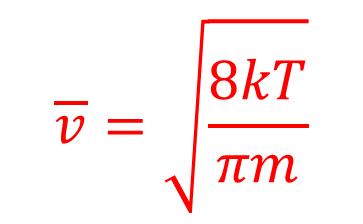 v̅ = √(8kT/πm)